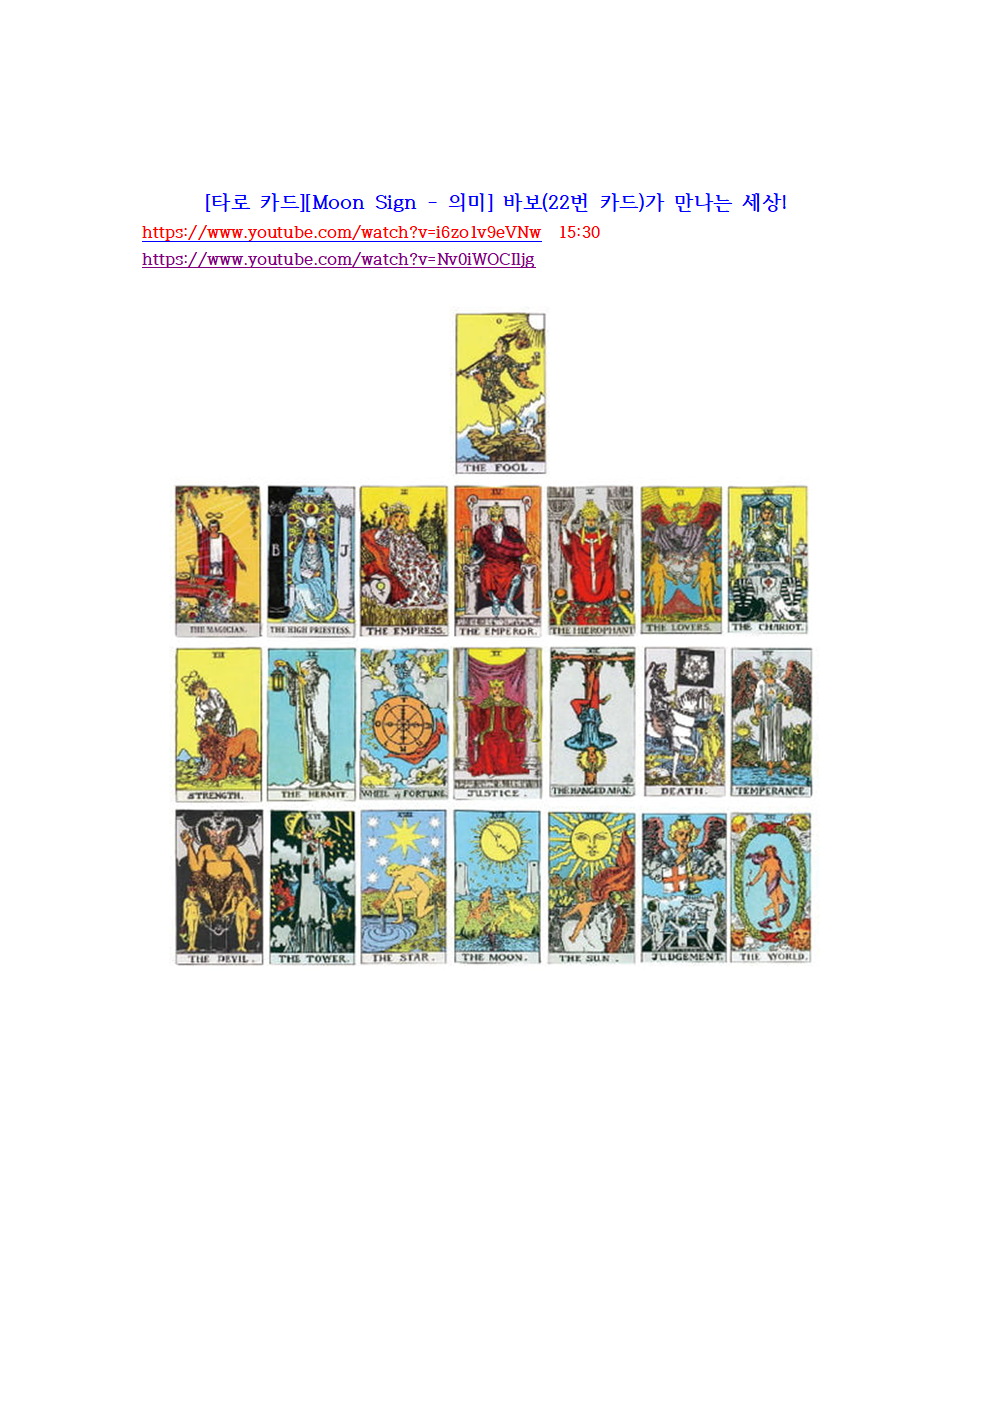 [타로 카드][Moon Sign - 의미] 바보(22번 카드)가 만나는 세상!
https://www.youtube.com/watch?v=i6zo1v9eVNw 15:30
https://www.youtube.com/watch?v=Nv0iWOCIljg
0
THE FOOL.
THE MAGICIAN. THE HIGH PRIESTESS. THE EMPRESS. THE EMPEROR. THE HIEROPHANT THE LOVERS. THE CHARIOT.
B J
STRENGTH. THE HERMIT. WHEEL of FORTUNE. JUSTICE. THE HANGED MAN. DEATH. TEMPERANCE.
THE DEVIL. THE TOWER. THE STAR. THE MOON. THE SUN. JUDGEMENT. THE WORLD.